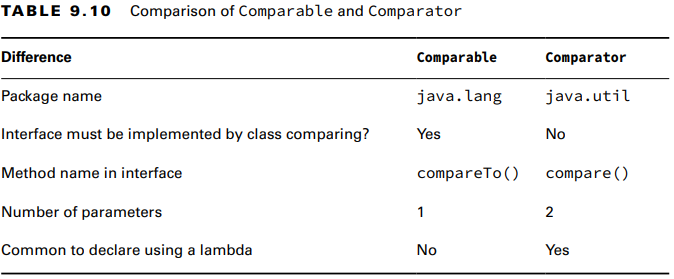 TABLE 9.10 Comparison of Comparable and Comparator
Difference Comparable Comparator
Package name java.lang java.util
Interface must be implemented by class comparing? Yes No
Method name in interface compareTo() compare()
Number of parameters 1 2
Common to declare using a lambda No Yes